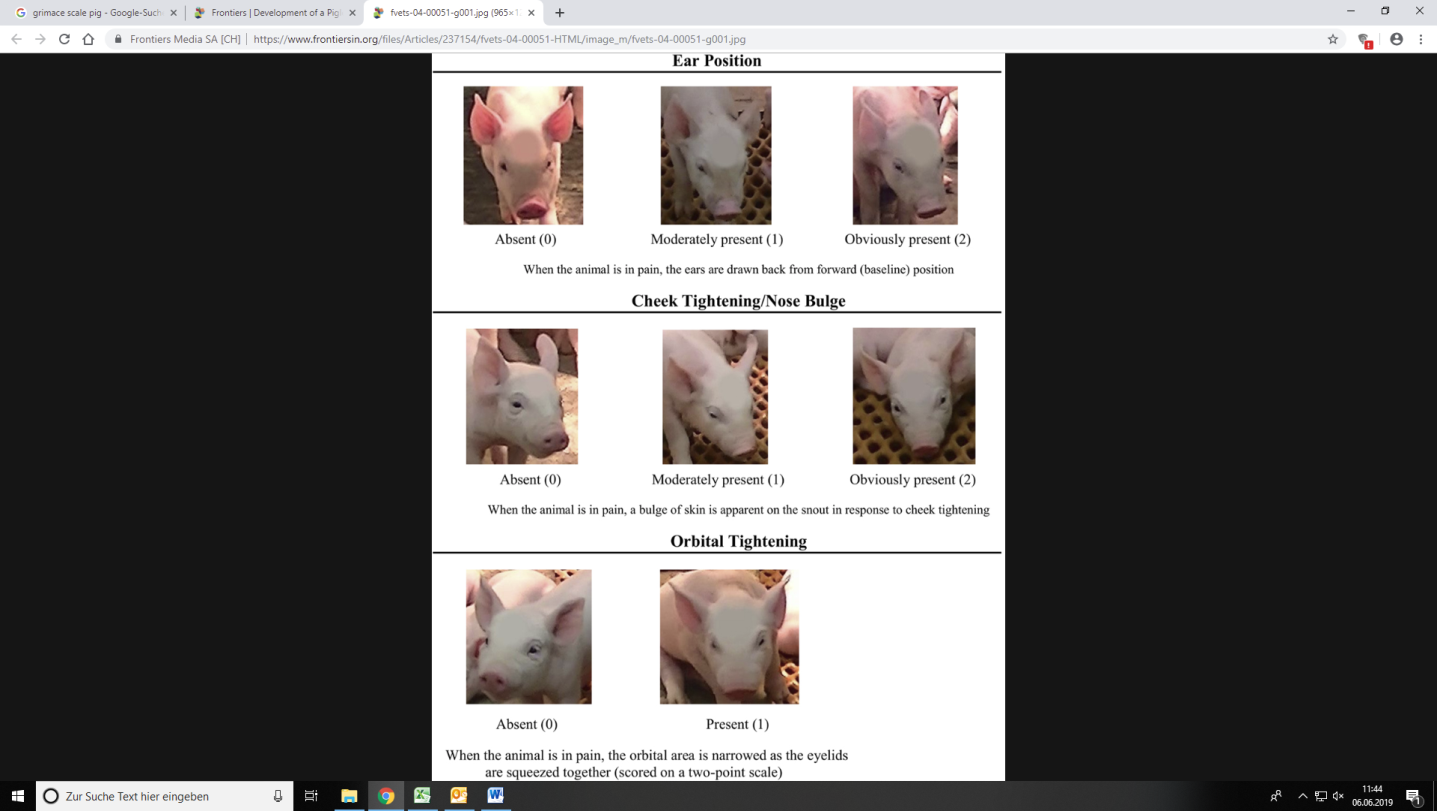 grimace scale pig - Google-Such
Frontiers | Development of a Pigl
fvets-04-00051-g001.jpg (965×1
Frontiers Media SA [CH] | https://www.frontiersin.org/files/Articles/237154/fvets-04-00051-HTML/image_m/fvets-04-00051-g001.jpg
Ear Position
Absent (0)
Moderately present (1)
Obviously present (2)
When the animal is in pain, the ears are drawn back from forward (baseline) position
Cheek Tightening/Nose Bulge
Absent (0)
Moderately present (1)
Obviously present (2)
When the animal is in pain, a bulge of skin is apparent on the snout in response to cheek tightening
Orbital Tightening
Absent (0)
Present (1)
When the animal is in pain, the orbital area is narrowed as the eyelids
are squeezed together (scored on a two-point scale)
Zur Suche Text hier eingeben
11:44
06.06.2019
1